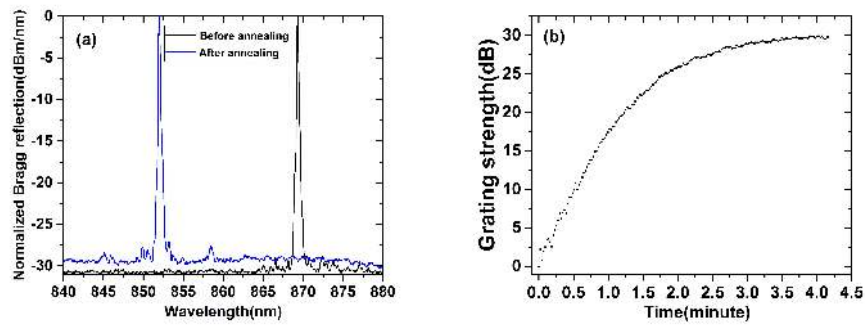 (a)
Before annealing
After annealing
Normalized Bragg reflection(dBm/nm)
0
-5
-10
-15
-20
-25
-30
840 845 850 855 860 865 870 875 880
Wavelength(nm)
(b)
Grating strength(dB)
30
25
20
15
10
5
0
0.0 0.5 1.0 1.5 2.0 2.5 3.0 3.5 4.0 4.5
Time(minute)